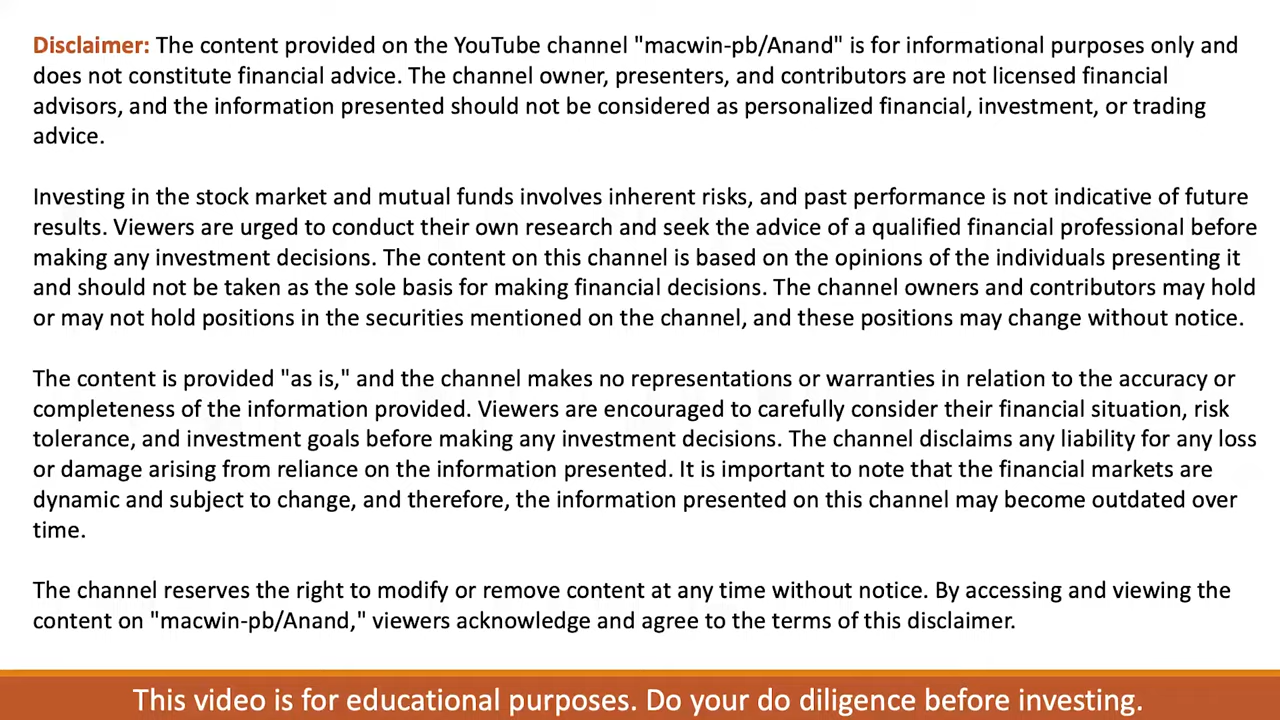 Disclaimer: The content provided on the YouTube channel "macwin-pb/Anand" is for informational purposes only and
does not constitute financial advice. The channel owner, presenters, and contributors are not licensed financial
advisors, and the information presented should not be considered as personalized financial, investment, or trading
advice.
Investing in the stock market and mutual funds involves inherent risks, and past performance is not indicative of future
results. Viewers are urged to conduct their own research and seek the advice of a qualified financial professional before
making any investment decisions. The content on this channel is based on the opinions of the individuals presenting it
and should not be taken as the sole basis for making financial decisions. The channel owners and contributors may hold
or may not hold positions in the securities mentioned on the channel, and these positions may change without notice.
The content is provided "as is," and the channel makes no representations or warranties in relation to the accuracy or
completeness of the information provided. Viewers are encouraged to carefully consider their financial situation, risk
tolerance, and investment goals before making any investment decisions. The channel disclaims any liability for any loss
or damage arising from reliance on the information presented. It is important to note that the financial markets are
dynamic and subject to change, and therefore, the information presented on this channel may become outdated over
time.
The channel reserves the right to modify or remove content at any time without notice. By accessing and viewing the
content on "macwin-pb/Anand," viewers acknowledge and agree to the terms of this disclaimer.
This video is for educational purposes. Do your do diligence before investing.